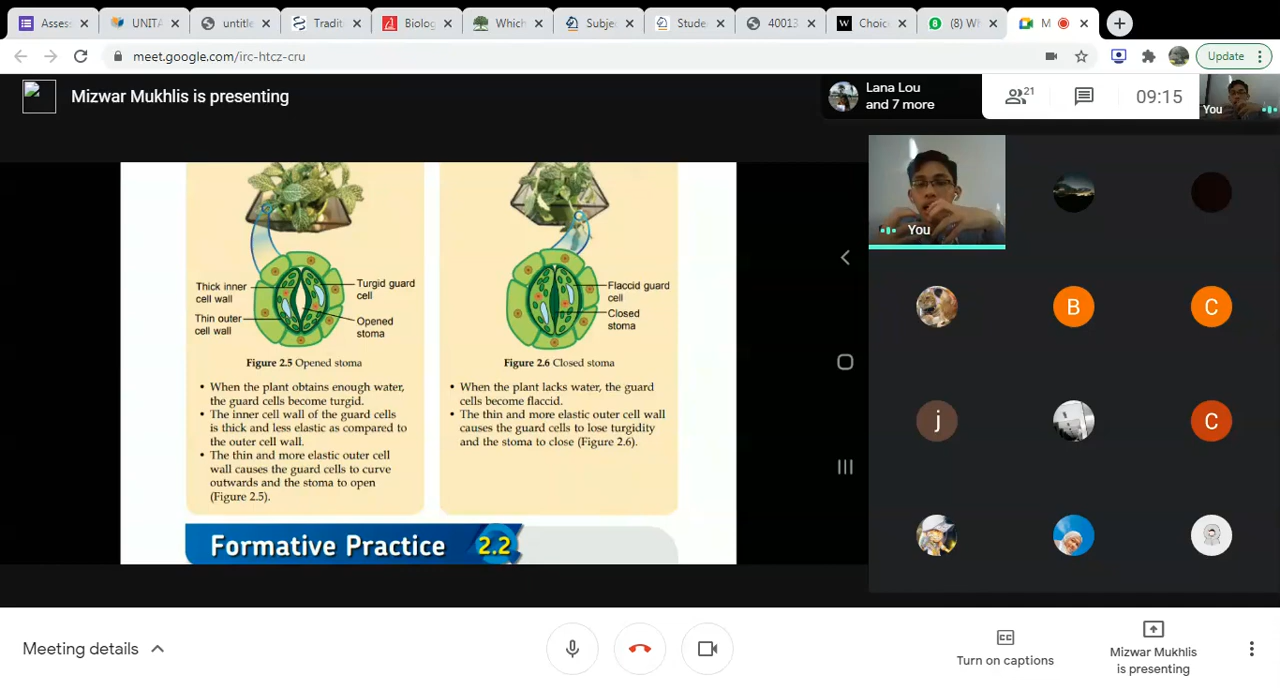 Assess
UNITA
untitle
Tradit
Biolog
Which
Subje
Stude
40013
W
Choic
8
(8) W
M
meet.google.com/irc-htcz-cru
Update
Mizwar Mukhlis is presenting
Lana Lou
and 7 more
21
09:15
You
You
B
C
j
C
Thick inner
cell wall
Thin outer
cell wall
Turgid guard
cell
Opened
stoma
Figure 2.5 Opened stoma
• When the plant obtains enough water,
the guard cells become turgid.
• The inner cell wall of the guard cells
is thick and less elastic as compared to
the outer cell wall.
• The thin and more elastic outer cell
wall causes the guard cells to curve
outwards and the stoma to open
(Figure 2.5).
Flaccid guard
cell
Closed
stoma
Figure 2.6 Closed stoma
• When the plant lacks water, the guard
cells become flaccid.
• The thin and more elastic outer cell wall
causes the guard cells to lose turgidity
and the stoma to close (Figure 2.6).
Formative Practice 2.2
Meeting details
CC
Turn on captions
Mizwar Mukhlis
is presenting